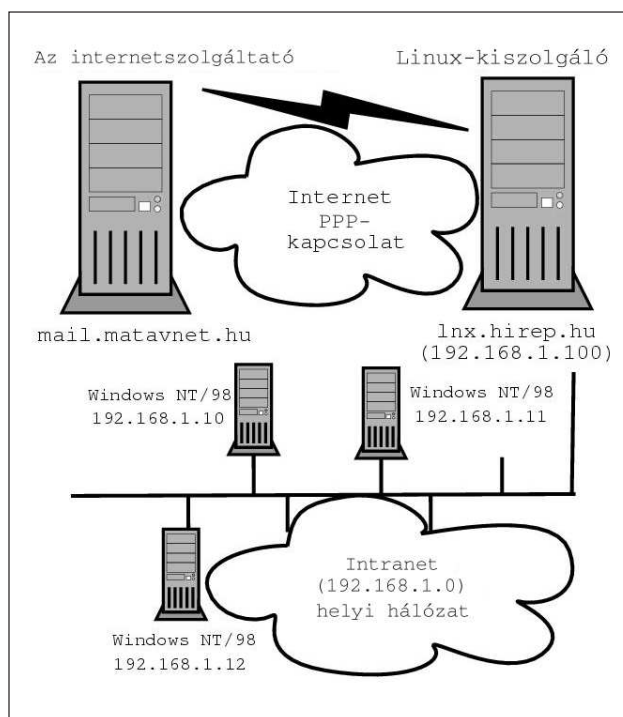 Az internetszolgáltató
Linux-kiszolgáló
Internet
PPP-
kapcsolat
mail.matavnet.hu
lnx.hirep.hu
(192.168.1.100)
Windows NT/98
192.168.1.10
Windows NT/98
192.168.1.11
Intranet
(192.168.1.0)
helyi hálózat
Windows NT/98
192.168.1.12